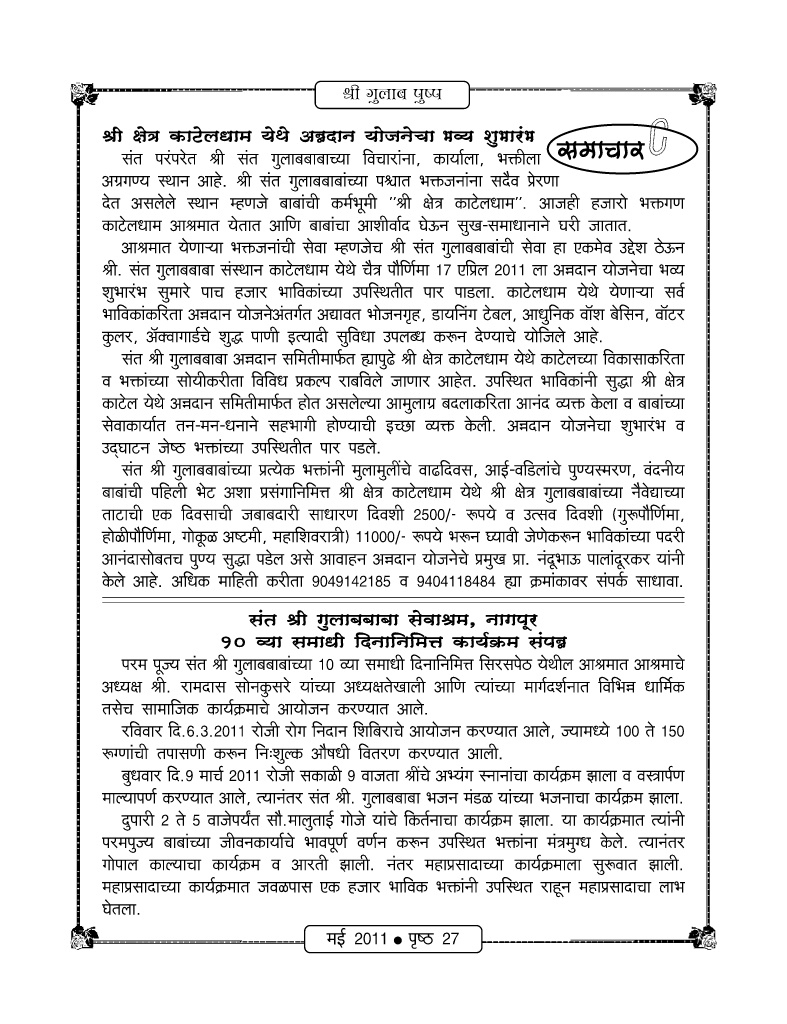 श्री गुलाब पुष्प
श्री क्षेत्र काटेलधाम येथे अन्नदान योजनेचा भव्य शुभारंभ
समाचार
संत परंपरेत श्री संत गुलाबबाबाच्या विचारांना, कार्याला, भक्तीला
अग्रगण्य स्थान आहे. श्री संत गुलाबबाबांच्या पश्चात भक्तजनांना सदैव प्रेरणा
देत असलेले स्थान म्हणजे बाबांची कर्मभूमी "श्री क्षेत्र काटेलधाम". आजही हजारो भक्तगण
काटेलधाम आश्रमात येतात आणि बाबांचा आशीर्वाद घेऊन सुख-समाधानाने घरी जातात.
आश्रमात येणाऱ्या भक्तजनांची सेवा म्हणजेच श्री संत गुलाबबाबांची सेवा हा एकमेव उद्देश ठेऊन
श्री. संत गुलाबबाबा संस्थान काटेलधाम येथे चैत्र पौर्णिमा 17 एप्रिल 2011 ला अन्नदान योजनेचा भव्य
शुभारंभ सुमारे पाच हजार भाविकांच्या उपस्थितीत पार पाडला. काटेलधाम येथे येणाऱ्या सर्व
भाविकांकरिता अन्नदान योजनेअंतर्गत अद्यावत भोजनगृह, डायनिंग टेबल, आधुनिक वॉश बेसिन, वॉटर
कुलर, ॲक्वागार्डचे शुद्ध पाणी इत्यादी सुविधा उपलब्ध करून देण्याचे योजिले आहे.
संत श्री गुलाबबाबा अन्नदान समितीमार्फत ह्यापुढे श्री क्षेत्र काटेलधाम येथे काटेलच्या विकासाकरिता
व भक्तांच्या सोयीकरीता विविध प्रकल्प राबविले जाणार आहेत. उपस्थित भाविकांनी सुद्धा श्री क्षेत्र
काटेल येथे अन्नदान समितीमार्फत होत असलेल्या आमुलाग्र बदलाकरिता आनंद व्यक्त केला व बाबांच्या
सेवाकार्यात तन-मन-धनाने सहभागी होण्याची इच्छा व्यक्त केली. अन्नदान योजनेचा शुभारंभ व
उद्घाटन जेष्ठ भक्तांच्या उपस्थितीत पार पडले.
संत श्री गुलाबबाबांच्या प्रत्येक भक्तांनी मुलामुलींचे वाढदिवस, आई-वडिलांचे पुण्यस्मरण, वंदनीय
बाबांची पहिली भेट अशा प्रसंगानिमित्त श्री क्षेत्र काटेलधाम येथे श्री क्षेत्र गुलाबबाबांच्या नैवेद्याच्या
ताटाची एक दिवसाची जबाबदारी साधारण दिवशी 2500/- रूपये व उत्सव दिवशी (गुरूपौर्णिमा,
होळीपौर्णिमा, गोकूळ अष्टमी, महाशिवरात्री) 11000/- रूपये भरून घ्यावी जेणेकरून भाविकांच्या पदरी
आनंदासोबतच पुण्य सुद्धा पडेल असे आवाहन अन्नदान योजनेचे प्रमुख प्रा. नंदूभाऊ पालांदूरकर यांनी
केले आहे. अधिक माहिती करीता 9049142185 व 9404118484 ह्या क्रमांकावर संपर्क साधावा.
संत श्री गुलाबबाबा सेवाश्रम, नागपूर
१० व्या समाधी दिनानिमित्त कार्यक्रम संपन्न
परम पूज्य संत श्री गुलाबबाबांच्या 10 व्या समाधी दिनानिमित्त सिरसपेठ येथील आश्रमात आश्रमाचे
अध्यक्ष श्री. रामदास सोनकुसरे यांच्या अध्यक्षतेखाली आणि त्यांच्या मार्गदर्शनात विभिन्न धार्मिक
तसेच सामाजिक कार्यक्रमाचे आयोजन करण्यात आले.
रविवार दि.6.3.2011 रोजी रोग निदान शिबिराचे आयोजन करण्यात आले, ज्यामध्ये 100 ते 150
रूग्णांची तपासणी करून निःशुल्क औषधी वितरण करण्यात आली.
बुधवार दि.9 मार्च 2011 रोजी सकाळी 9 वाजता श्रींचे अभ्यंग स्नानांचा कार्यक्रम झाला व वस्त्रार्पण
माल्यापर्ण करण्यात आले, त्यानंतर संत श्री. गुलाबबाबा भजन मंडळ यांच्या भजनाचा कार्यक्रम झाला.
दुपारी 2 ते 5 वाजेपर्यंत सौ.मालुताई गोजे यांचे किर्तनाचा कार्यक्रम झाला. या कार्यक्रमात त्यांनी
परमपुज्य बाबांच्या जीवनकार्याचे भावपूर्ण वर्णन करून उपस्थित भक्तांना मंत्रमुग्ध केले. त्यानंतर
गोपाल काल्याचा कार्यक्रम व आरती झाली. नंतर महाप्रसादाच्या कार्यक्रमाला सुरूवात झाली.
महाप्रसादाच्या कार्यक्रमात जवळपास एक हजार भाविक भक्तांनी उपस्थित राहून महाप्रसादाचा लाभ
घेतला.
मई 2011 ● पृष्ठ 27